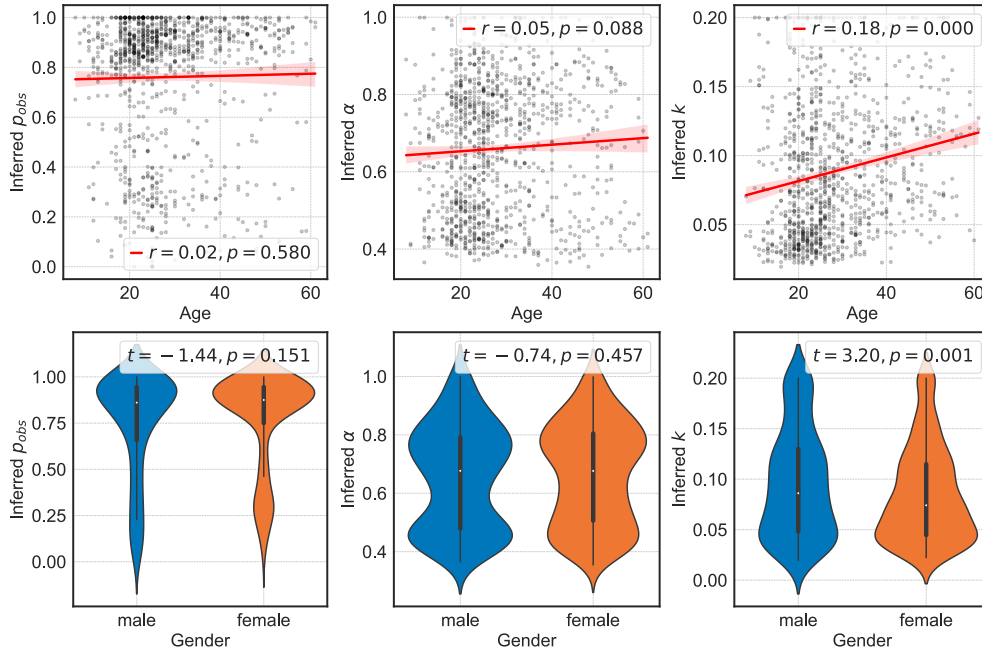 1.0
0.8
0.6
0.4
0.2
0.0
Inferred p_obs
r = 0.02, p = 0.580
20
40
60
Age
1.0
0.8
0.6
0.4
Inferred α
r = 0.05, p = 0.088
20
40
60
Age
0.20
0.15
0.10
0.05
Inferred k
r = 0.18, p = 0.000
20
40
60
Age
1.00
0.75
0.50
0.25
0.00
Inferred p_obs
t = −1.44, p = 0.151
male
female
Gender
1.0
0.8
0.6
0.4
Inferred α
t = −0.74, p = 0.457
male
female
Gender
0.20
0.15
0.10
0.05
0.00
Inferred k
t = 3.20, p = 0.001
male
female
Gender